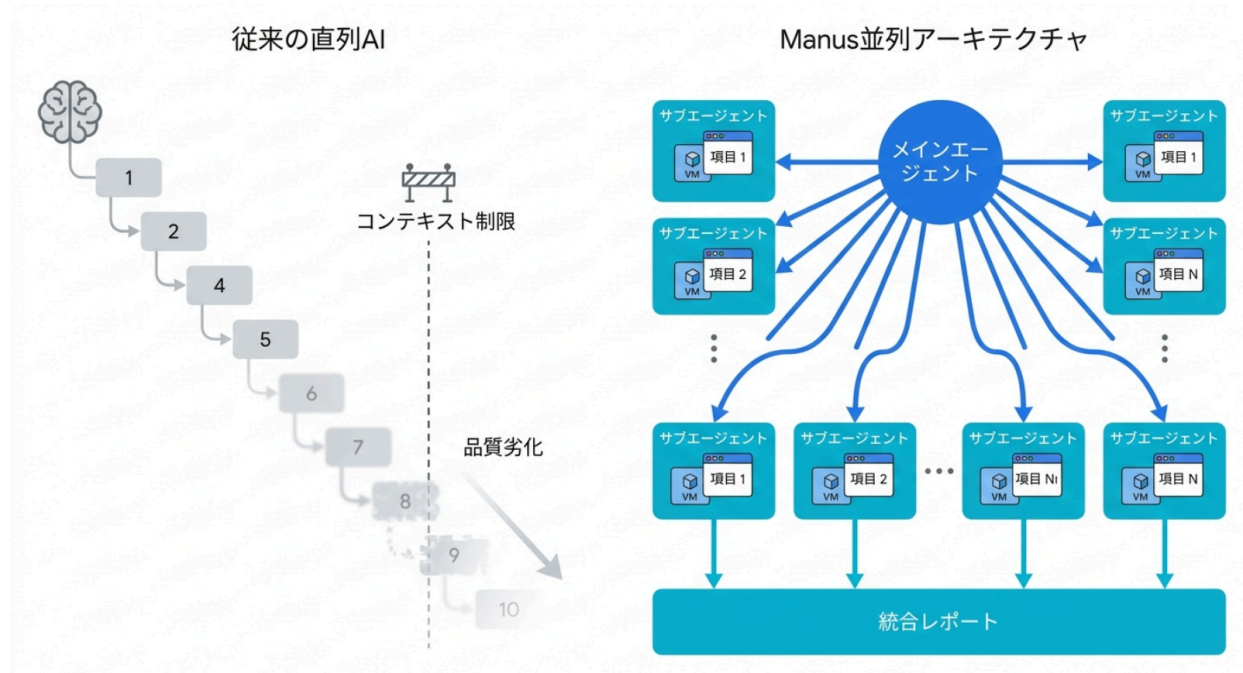 従来の直列AI
1
2
4
5
6
7
8
9
10
コンテキスト制限
品質劣化
Manus並列アーキテクチャ
メインエー
ジェント
サブエージェント
VM
項目 1
サブエージェント
VM
項目 2
サブエージェント
VM
項目 1
サブエージェント
VM
項目 N
サブエージェント
VM
項目 1
サブエージェント
VM
項目 2
サブエージェント
VM
項目 Nı
サブエージェント
VM
項目 N
統合レポート